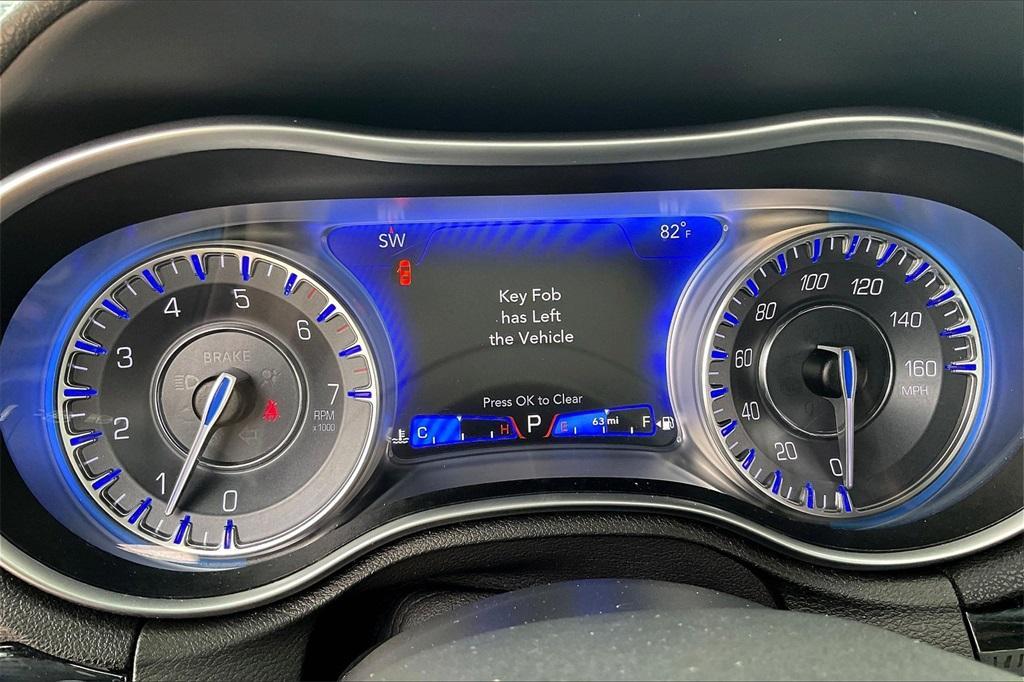 SW
82°F
Key Fob
has Left
the Vehicle
Press OK to Clear
C H P E 63 mi F
BRAKE
0 1 2 3 4 5 6 7
RPM
x1000
0 20 40 60 80 100 120 140 160
MPH